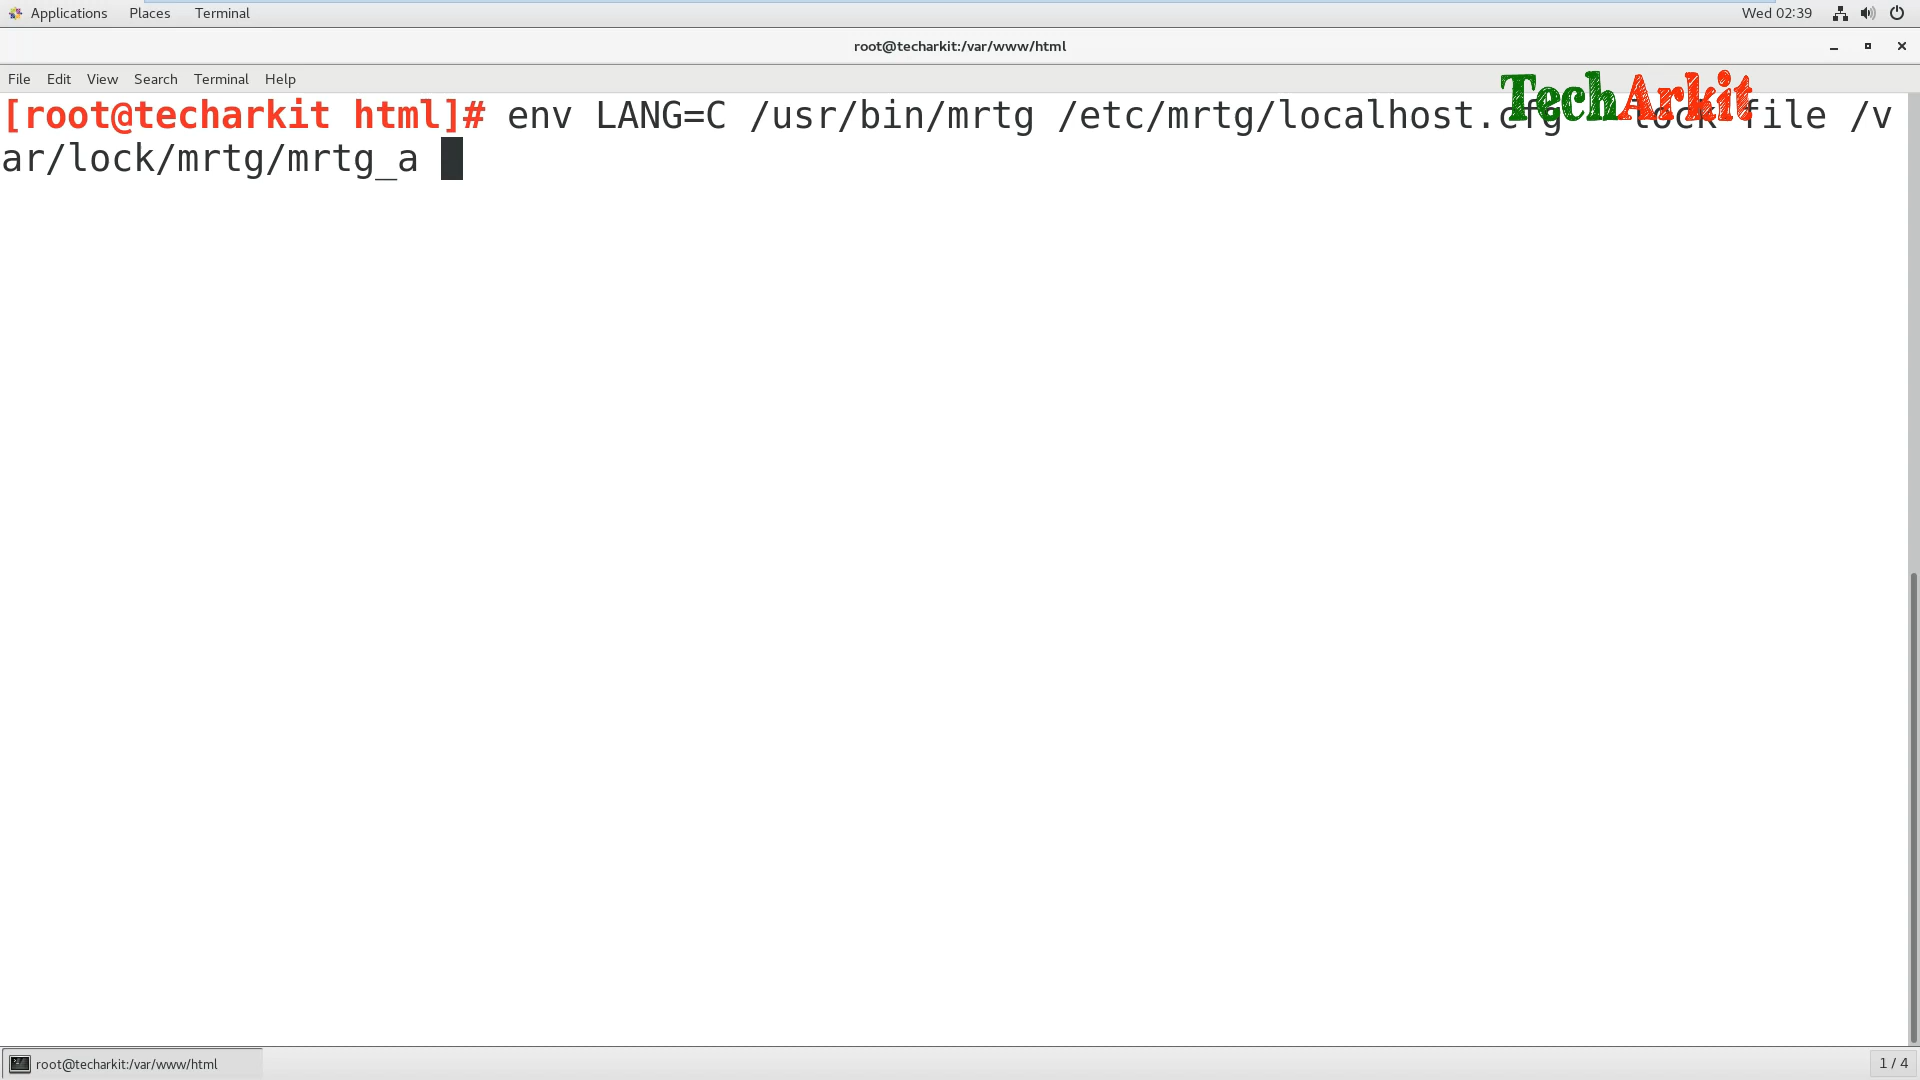 Applications Places Terminal Wed 02:39
root@techarkit:/var/www/html
File Edit View Search Terminal Help
TechArkit
[root@techarkit html]# env LANG=C /usr/bin/mrtg /etc/mrtg/localhost.cfg lock file /v
ar/lock/mrtg/mrtg_a
root@techarkit:/var/www/html 1 / 4